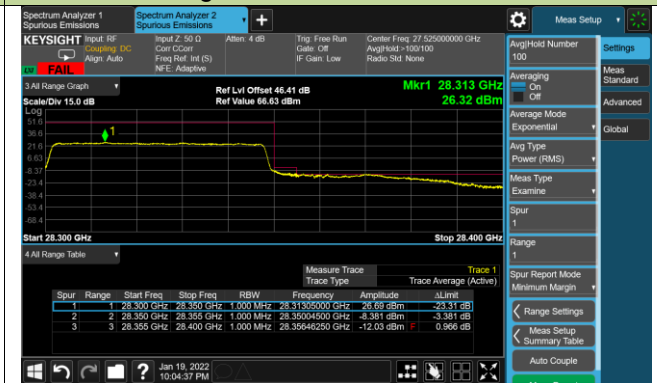 Spectrum Analyzer 1
Spurious Emissions
Spectrum Analyzer 2
Spurious Emissions
Meas Setup
KEYSIGHT Input: RF
Coupling: DC
Align: Auto
FAIL
Input Z: 50 Ω
Corr CCorr
Freq Ref: Int (S)
NFE: Adaptive
Atten: 4 dB
Trig: Free Run
Gate: Off
IF Gain: Low
Center Freq: 27.525000000 GHz
Avg|Hold:>100/100
Radio Std: None
3 All Range Graph
Scale/Div 15.0 dB
Ref Lvl Offset 46.41 dB
Ref Value 66.63 dBm
Mkr1 28.313 GHz
26.32 dBm
Log
51.6
36.6
21.6
6.63
-8.37
-23.4
-38.4
-53.4
-68.4
1
Start 28.300 GHz
Stop 28.400 GHz
4 All Range Table
Measure Trace Trace 1
Trace Type Trace Average (Active)
Spur Range Start Freq Stop Freq RBW Frequency Amplitude ΔLimit
1 1 28.300 GHz 28.350 GHz 1.000 MHz 28.31305000 GHz 26.69 dBm -23.31 dB
2 2 28.350 GHz 28.355 GHz 1.000 MHz 28.35004500 GHz -8.381 dBm -3.381 dB
3 3 28.355 GHz 28.400 GHz 1.000 MHz 28.35646250 GHz -12.03 dBm F 0.966 dB
Jan 19, 2022
10:04:37 PM
Avg|Hold Number
100
Averaging
On
Off
Average Mode
Exponential
Avg Type
Power (RMS)
Meas Type
Examine
Spur
1
Range
1
Spur Report Mode
Minimum Margin
Range Settings
Meas Setup
Summary Table
Auto Couple
Settings
Meas
Standard
Advanced
Global